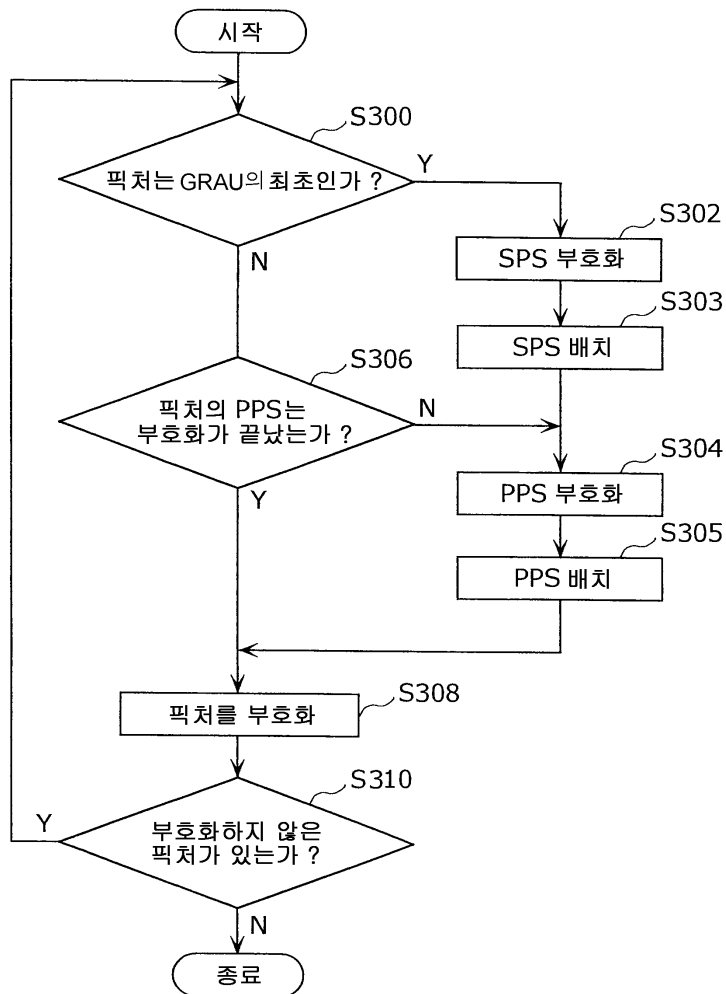 시작
S300
픽처는 GRAU의 최초인가 ?
Y
N
S302
SPS 부호화
S303
SPS 배치
S306
픽처의 PPS는
부호화가 끝났는가 ?
N
Y
S304
PPS 부호화
S305
PPS 배치
S308
픽처를 부호화
S310
부호화하지 않은
픽처가 있는가 ?
Y
N
종료